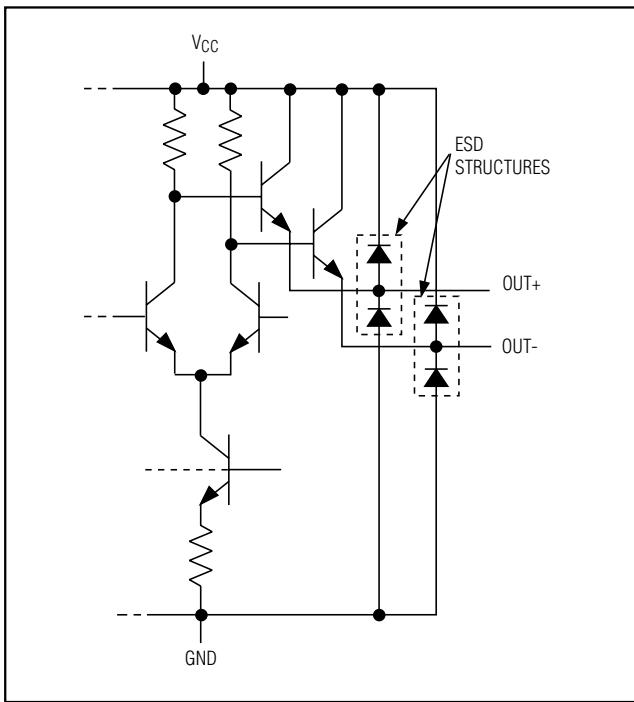 VCC
ESD
STRUCTURES
OUT+
OUT-
GND